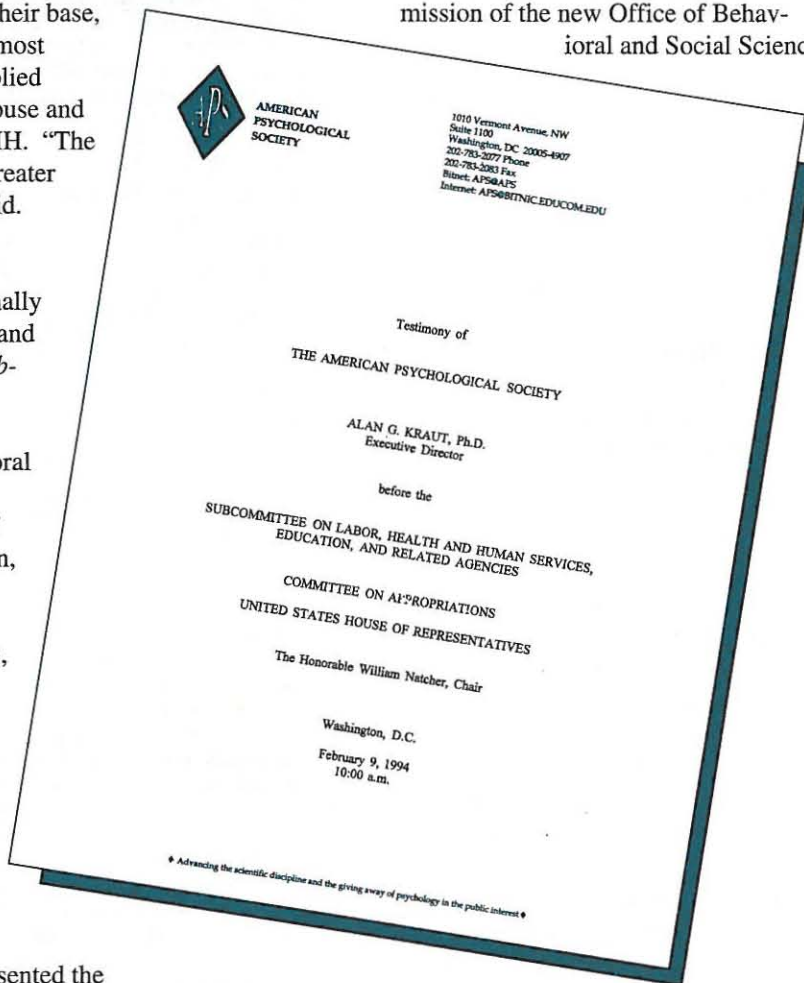 heir base,
most
plied
ouse and
IH. “The
reater
id.
ally
and
b-
oral
n,
,
sented the
mission of the new Office of Behav-
ioral and Social Scienc
AMERICAN
PSYCHOLOGICAL
SOCIETY
1010 Vermont Avenue, NW
Suite 1100
Washington, DC 20005-4907
202-783-2077 Phone
202-783-2083 Fax
Bitnet: APS@APS
Internet: APS@BITNIC.EDUCOM.EDU
Testimony of
THE AMERICAN PSYCHOLOGICAL SOCIETY
ALAN G. KRAUT, Ph.D.
Executive Director
before the
SUBCOMMITTEE ON LABOR, HEALTH AND HUMAN SERVICES,
EDUCATION, AND RELATED AGENCIES
COMMITTEE ON APPROPRIATIONS
UNITED STATES HOUSE OF REPRESENTATIVES
The Honorable William Natcher, Chair
Washington, D.C.
February 9, 1994
10:00 a.m.
♦ Advancing the scientific discipline and the giving away of psychology in the public interest ♦